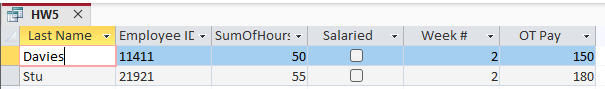 HW5
Last Name Employee ID SumOfHours Salaried Week # OT Pay
Davies 11411 50 2 150
Stu 21921 55 2 180